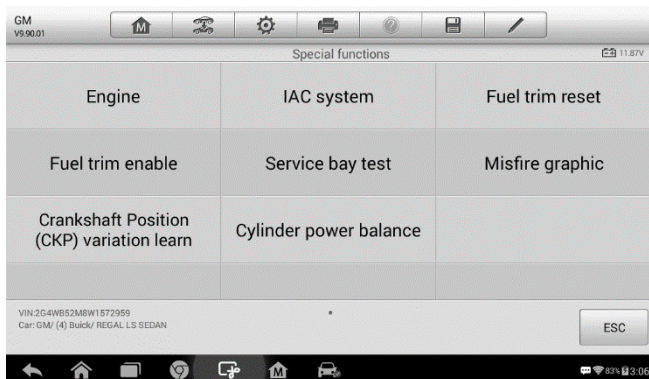 GM
V9.90.01
M
?
Special functions
11.87V
Engine
IAC system
Fuel trim reset
Fuel trim enable
Service bay test
Misfire graphic
Crankshaft Position
(CKP) variation learn
Cylinder power balance
VIN:2G4WB52M8W1572959
Car: GM/ (4) Buick/ REGAL LS SEDAN
ESC
M
83%
3:06